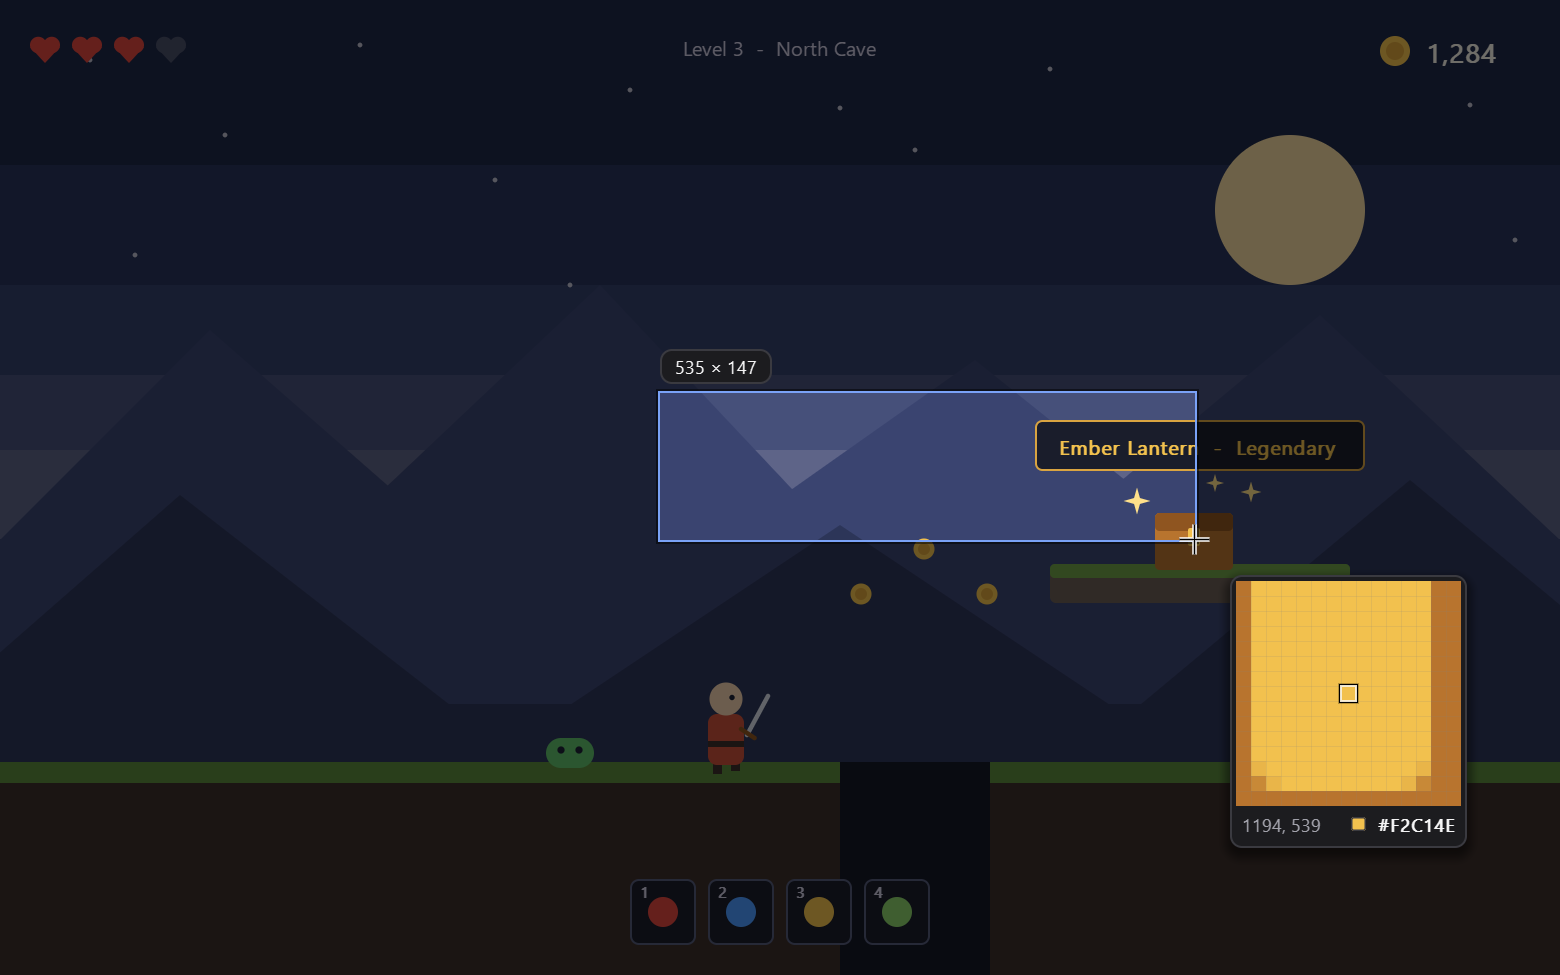 Level 3 - North Cave
1,284
535 × 147
Ember Lantern - Legendary
1194, 539 #F2C14E
1 2 3 4